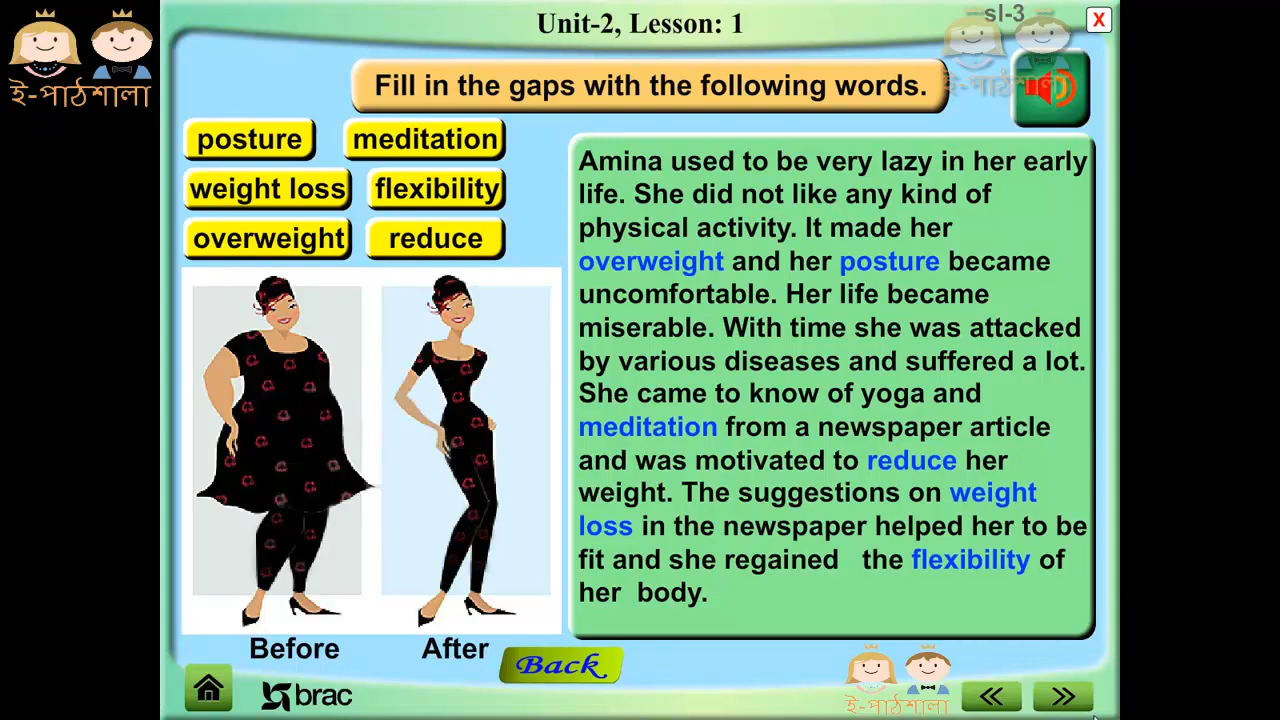 Unit-2, Lesson: 1
sl-3
X
ই-পাঠশালা
ই-পাঠশালা
Fill in the gaps with the following words.
posture
meditation
weight loss
flexibility
overweight
reduce
Amina used to be very lazy in her early
life. She did not like any kind of
physical activity. It made her
overweight and her posture became
uncomfortable. Her life became
miserable. With time she was attacked
by various diseases and suffered a lot.
She came to know of yoga and
meditation from a newspaper article
and was motivated to reduce her
weight. The suggestions on weight
loss in the newspaper helped her to be
fit and she regained the flexibility of
her body.
Before
After
Back
brac
ই-পাঠশালা